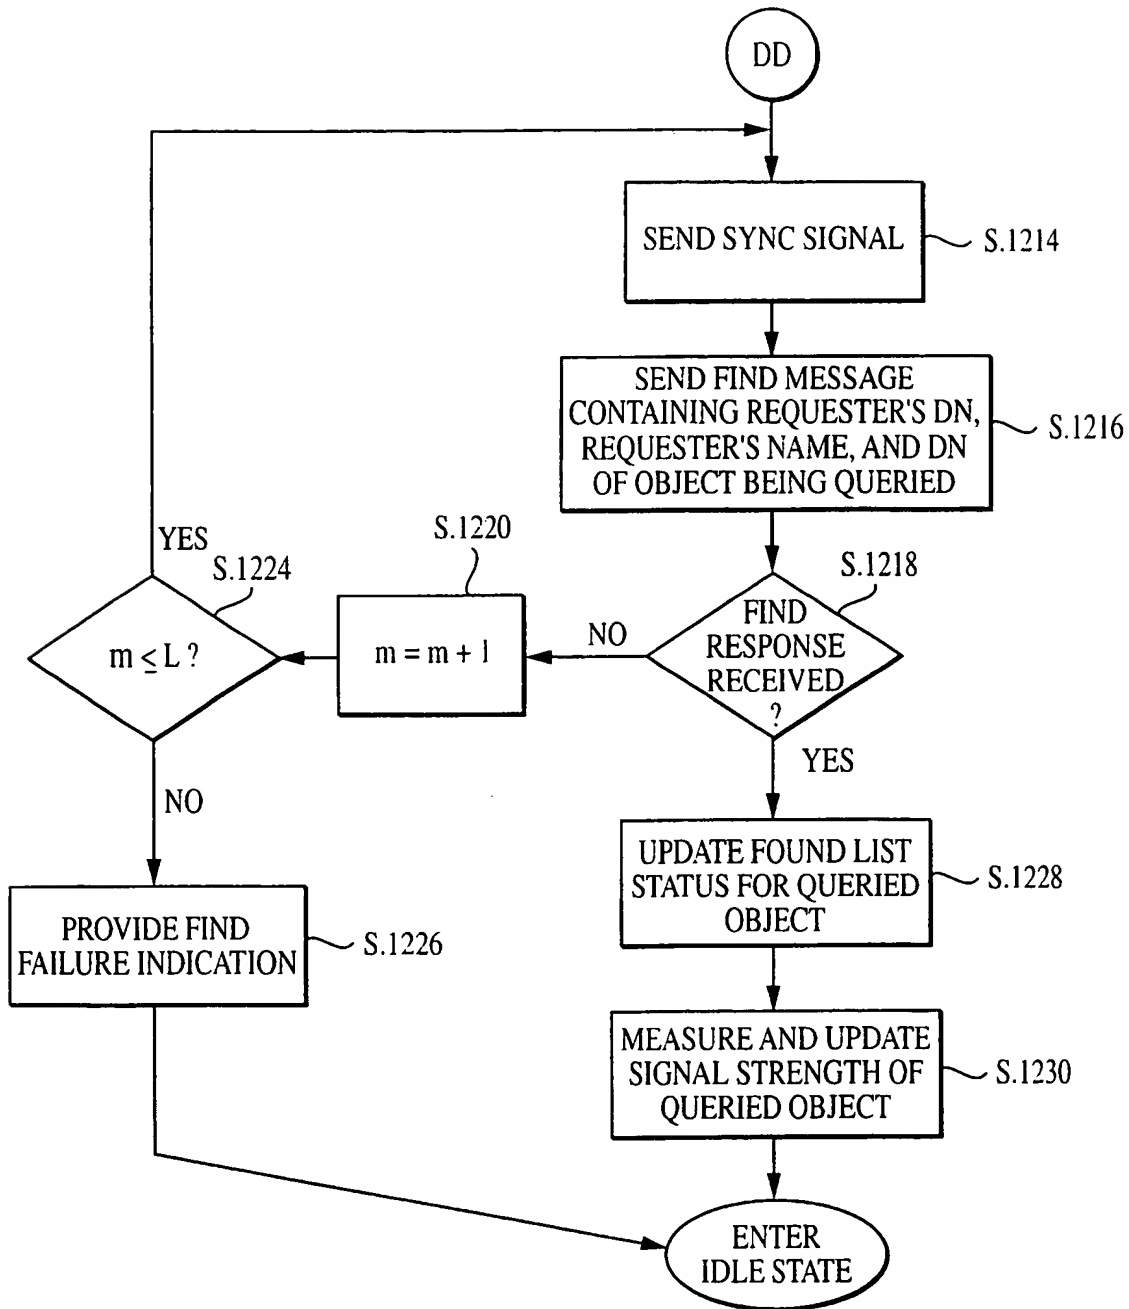 DD
SEND SYNC SIGNAL
S.1214
SEND FIND MESSAGE
CONTAINING REQUESTER'S DN,
REQUESTER'S NAME, AND DN
OF OBJECT BEING QUERIED
S.1216
FIND
RESPONSE
RECEIVED
?
S.1218
NO
m = m + 1
S.1220
m ≤ L ?
S.1224
YES
NO
PROVIDE FIND
FAILURE INDICATION
S.1226
YES
UPDATE FOUND LIST
STATUS FOR QUERIED
OBJECT
S.1228
MEASURE AND UPDATE
SIGNAL STRENGTH OF
QUERIED OBJECT
S.1230
ENTER
IDLE STATE